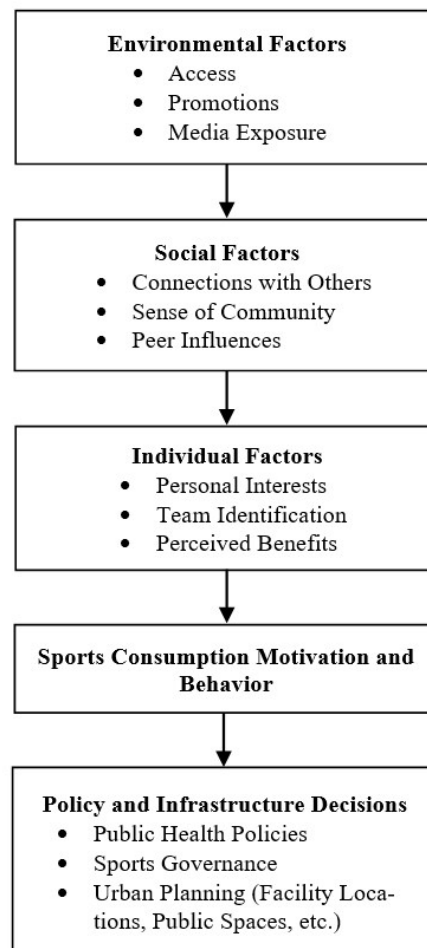 Environmental Factors
• Access
• Promotions
• Media Exposure
Social Factors
• Connections with Others
• Sense of Community
• Peer Influences
Individual Factors
• Personal Interests
• Team Identification
• Perceived Benefits
Sports Consumption Motivation and
Behavior
Policy and Infrastructure Decisions
• Public Health Policies
• Sports Governance
• Urban Planning (Facility Loca-
tions, Public Spaces, etc.)